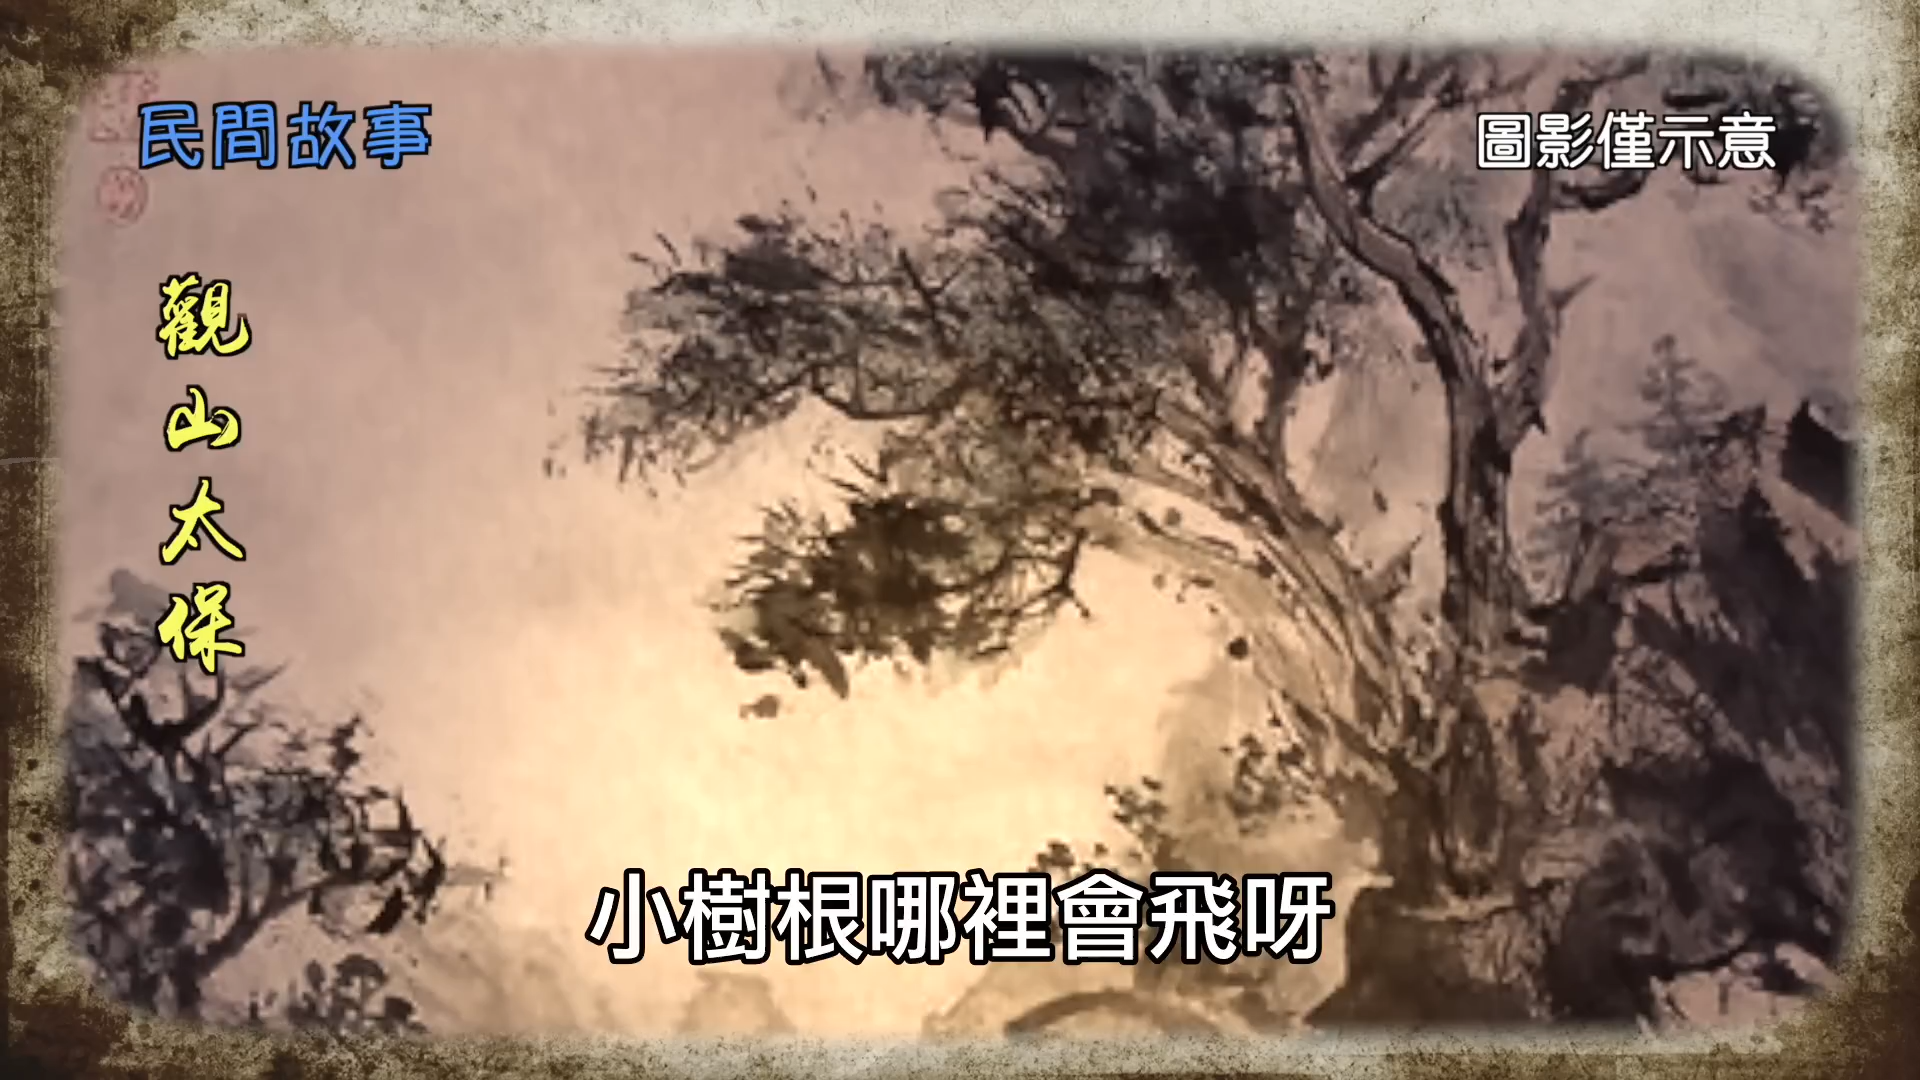 民間故事
圖影僅示意
觀山太保
小樹根哪裡會飛呀